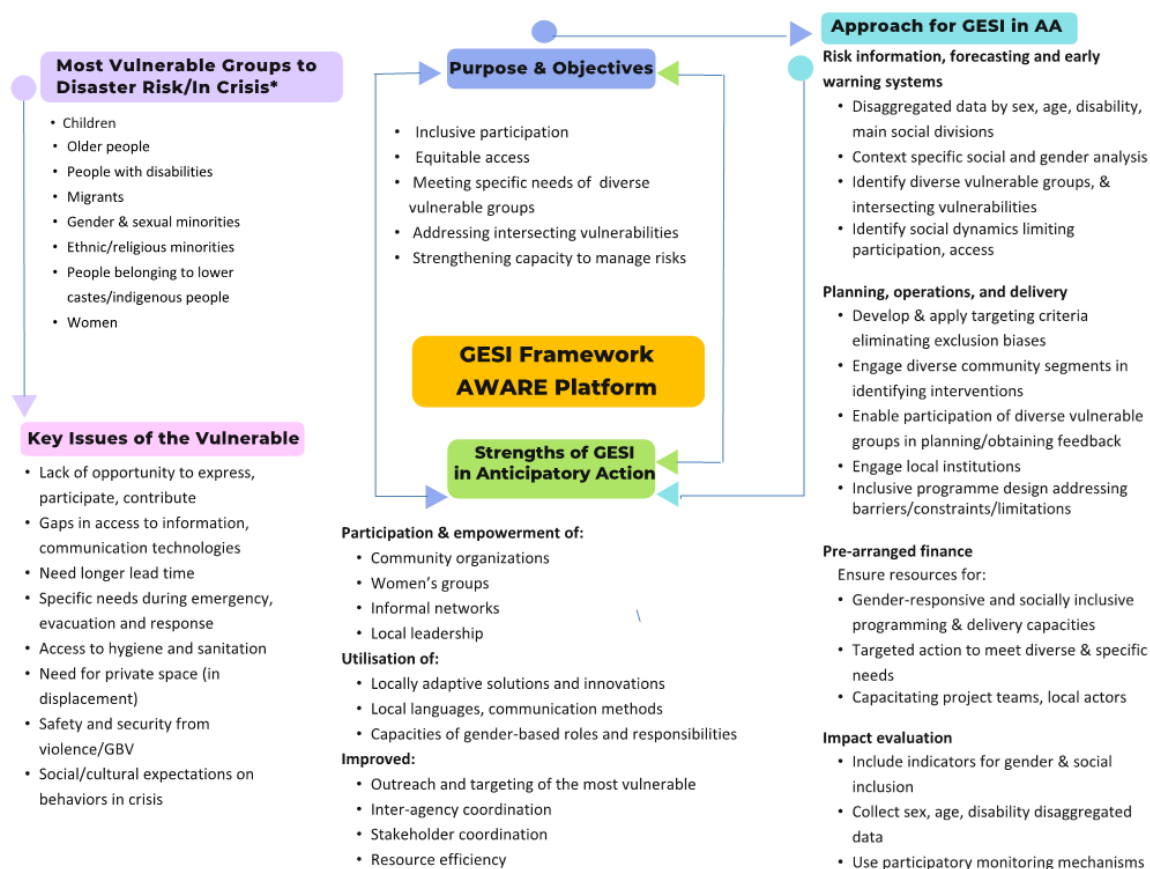 Most Vulnerable Groups to
Disaster Risk/In Crisis*
• Children
• Older people
• People with disabilities
• Migrants
• Gender & sexual minorities
• Ethnic/religious minorities
• People belonging to lower
castes/indigenous people
• Women
Key Issues of the Vulnerable
• Lack of opportunity to express,
participate, contribute
• Gaps in access to information,
communication technologies
• Need longer lead time
• Specific needs during emergency,
evacuation and response
• Access to hygiene and sanitation
• Need for private space (in
displacement)
• Safety and security from
violence/GBV
• Social/cultural expectations on
behaviors in crisis
Purpose & Objectives
• Inclusive participation
• Equitable access
• Meeting specific needs of diverse
vulnerable groups
• Addressing intersecting vulnerabilities
• Strengthening capacity to manage risks
GESI Framework
AWARE Platform
Strengths of GESI
in Anticipatory Action
Participation & empowerment of:
• Community organizations
• Women's groups
• Informal networks
• Local leadership
Utilisation of:
• Locally adaptive solutions and innovations
• Local languages, communication methods
• Capacities of gender-based roles and responsibilities
Improved:
• Outreach and targeting of the most vulnerable
• Inter-agency coordination
• Stakeholder coordination
• Resource efficiency
\
Approach for GESI in AA
Risk information, forecasting and early
warning systems
• Disaggregated data by sex, age, disability,
main social divisions
• Context specific social and gender analysis
• Identify diverse vulnerable groups, &
intersecting vulnerabilities
• Identify social dynamics limiting
participation, access
Planning, operations, and delivery
• Develop & apply targeting criteria
eliminating exclusion biases
• Engage diverse community segments in
identifying interventions
• Enable participation of diverse vulnerable
groups in planning/obtaining feedback
• Engage local institutions
• Inclusive programme design addressing
barriers/constraints/limitations
Pre-arranged finance
Ensure resources for:
• Gender-responsive and socially inclusive
programming & delivery capacities
• Targeted action to meet diverse & specific
needs
• Capacitating project teams, local actors
Impact evaluation
• Include indicators for gender & social
inclusion
• Collect sex, age, disability disaggregated
data
• Use participatory monitoring mechanisms